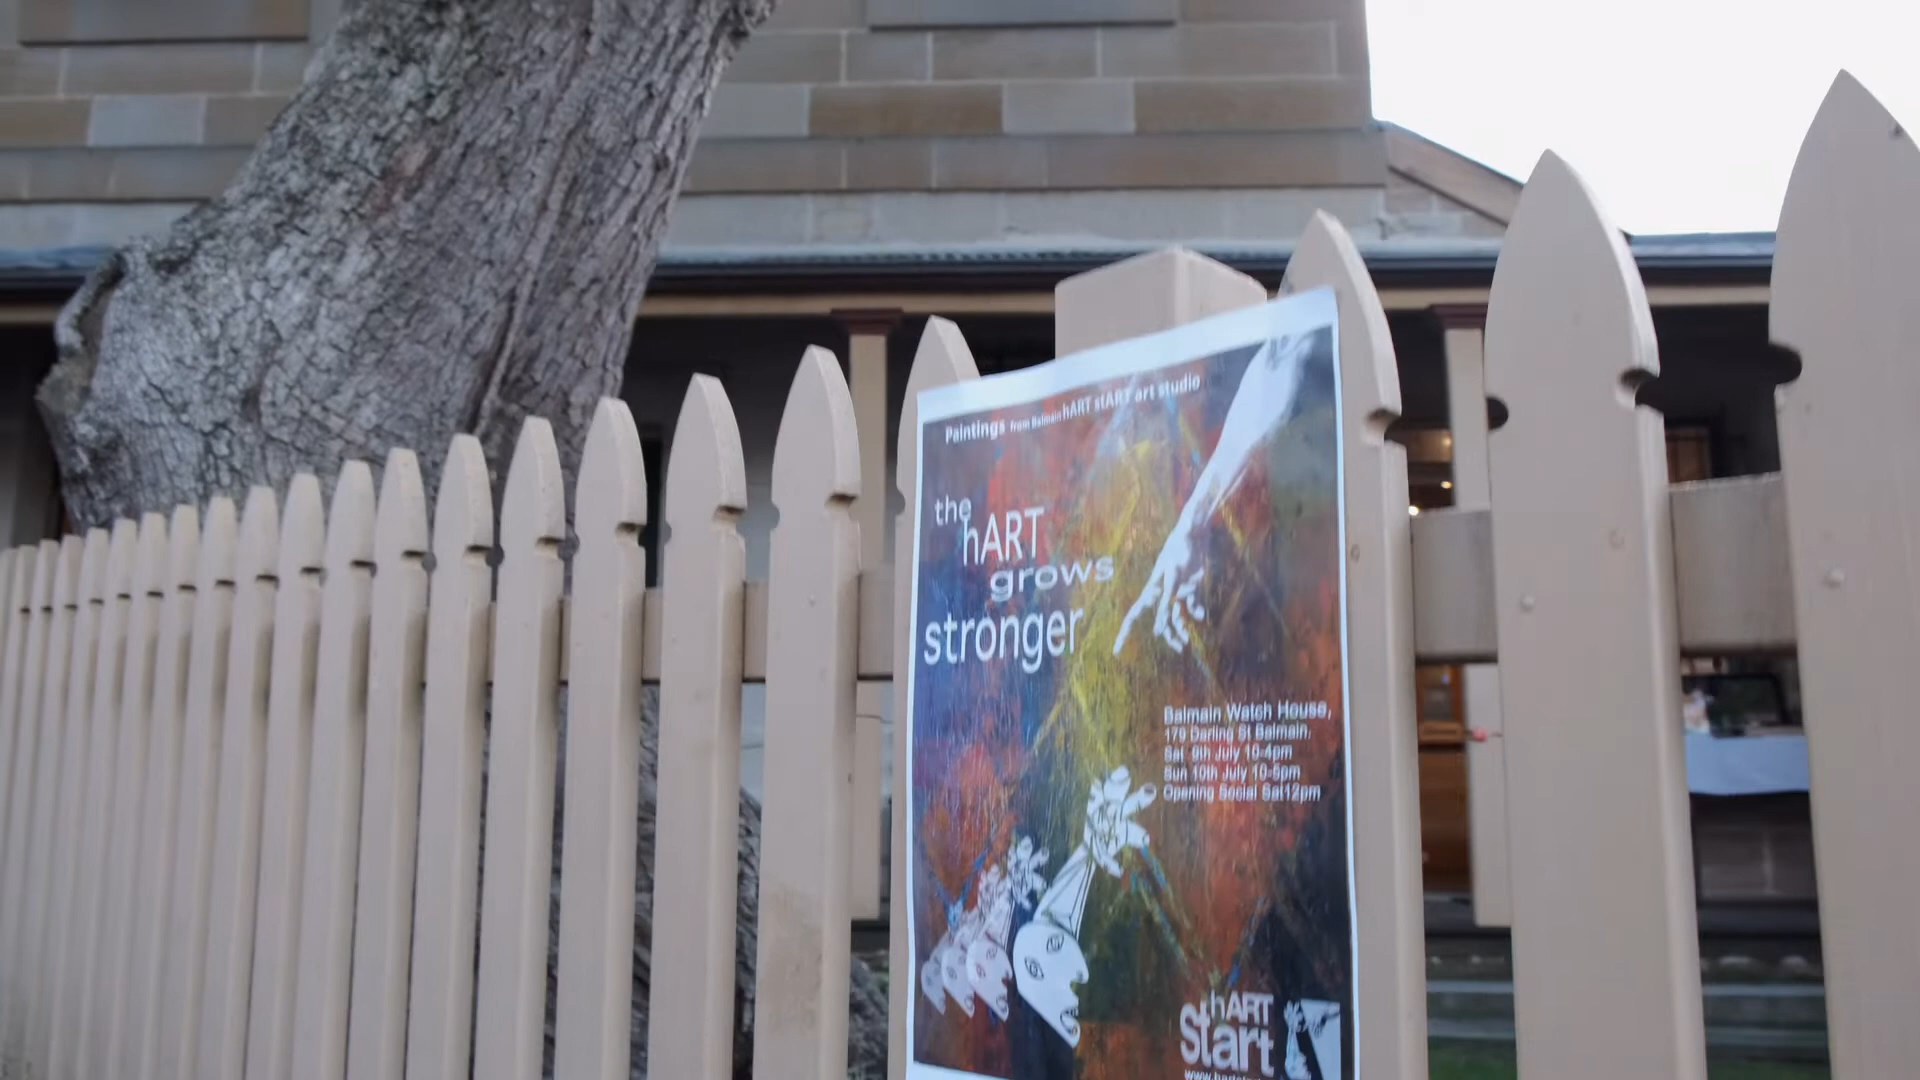 Paintings from Balmain hART stART art studio
the
hART
grows
stronger
Balmain Watch House,
179 Darling St Balmain,
Sat 9th July 10-4pm
Sun 10th July 10-5pm
Opening Social Sat12pm
hART
Start